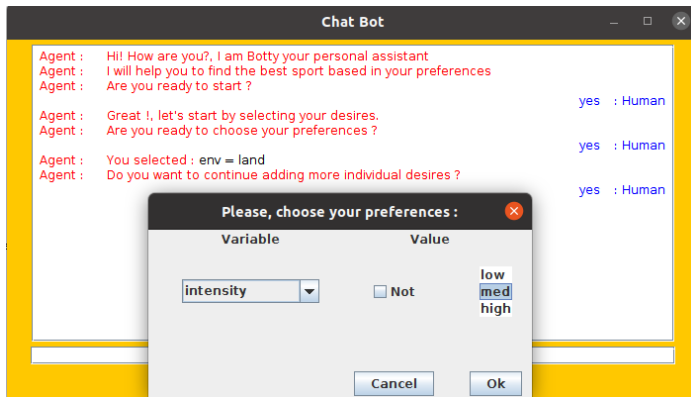 Chat Bot
Agent : Hi! How are you?, I am Botty your personal assistant
Agent : I will help you to find the best sport based in your preferences
Agent : Are you ready to start ?
yes : Human
Agent : Great !, let's start by selecting your desires.
Agent : Are you ready to choose your preferences ?
yes : Human
Agent : You selected : env = land
Agent : Do you want to continue adding more individual desires ?
yes : Human
Please, choose your preferences :
Variable Value
low
intensity Not med
high
Cancel Ok